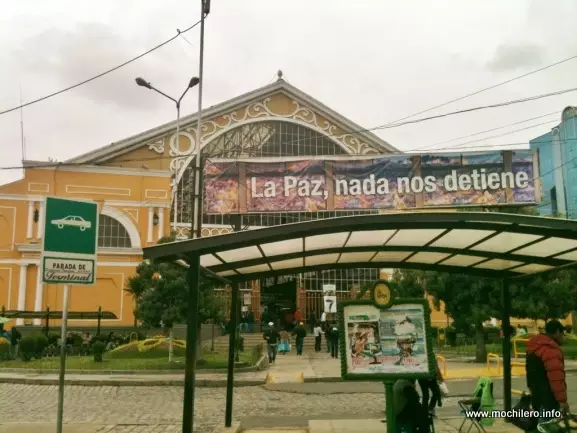 La Paz, nada nos detiene
PARADA DE
Terminal
7
www.mochilero.info